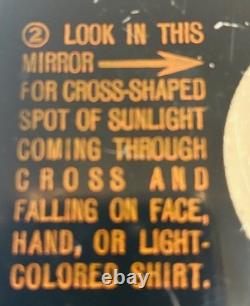 ② LOOK IN THIS
MIRROR →
FOR CROSS-SHAPED
SPOT OF SUNLIGHT
COMING THROUGH
CROSS AND
FALLING ON FACE,
HAND, OR LIGHT-
COLORED SHIRT.